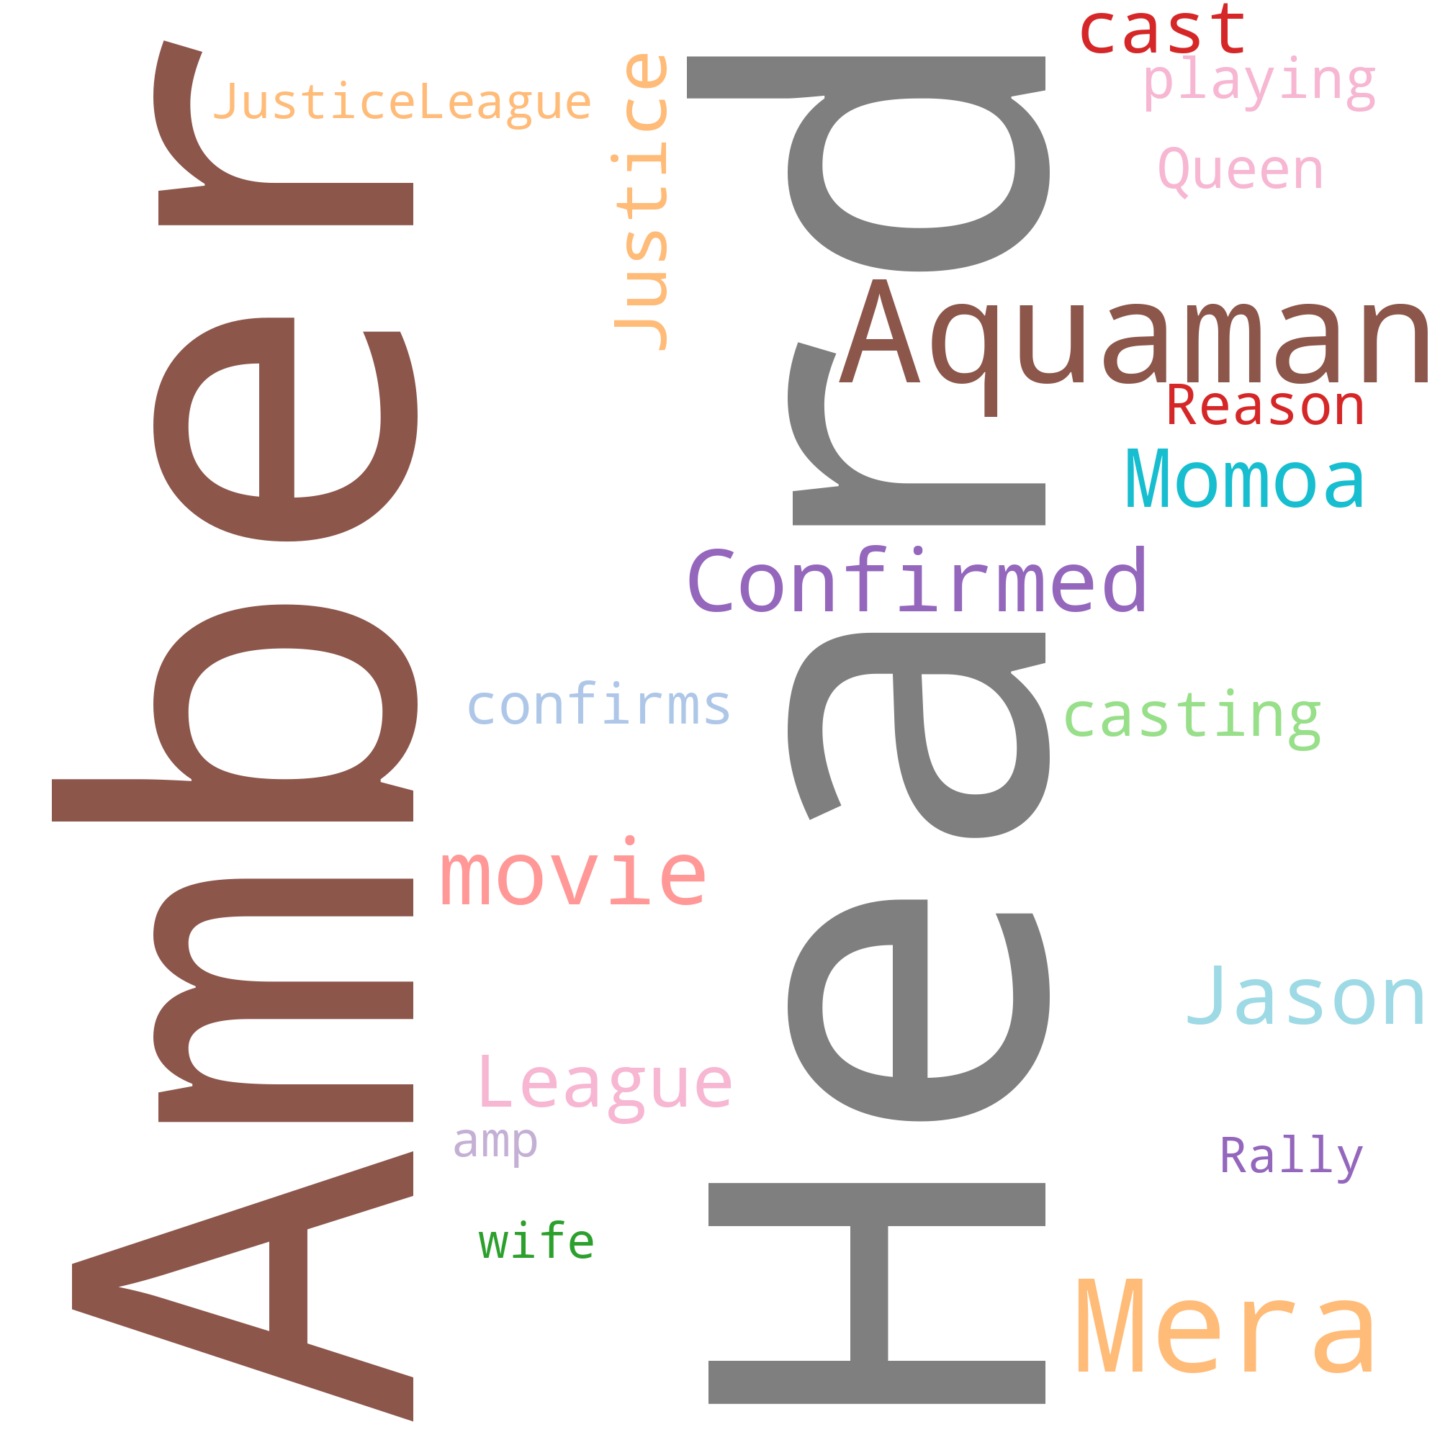 Amber
Heard
JusticeLeague
Justice
cast
playing
Queen
Aquaman
Reason
Momoa
Confirmed
confirms
casting
movie
Jason
League
amp
Rally
wife
Mera